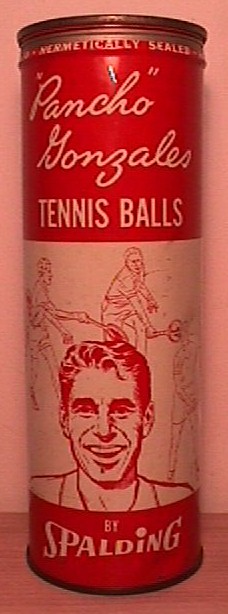 • HERMETICALLY SEALED •
"Pancho"
Gonzales
TENNIS BALLS
BY
SPALDING